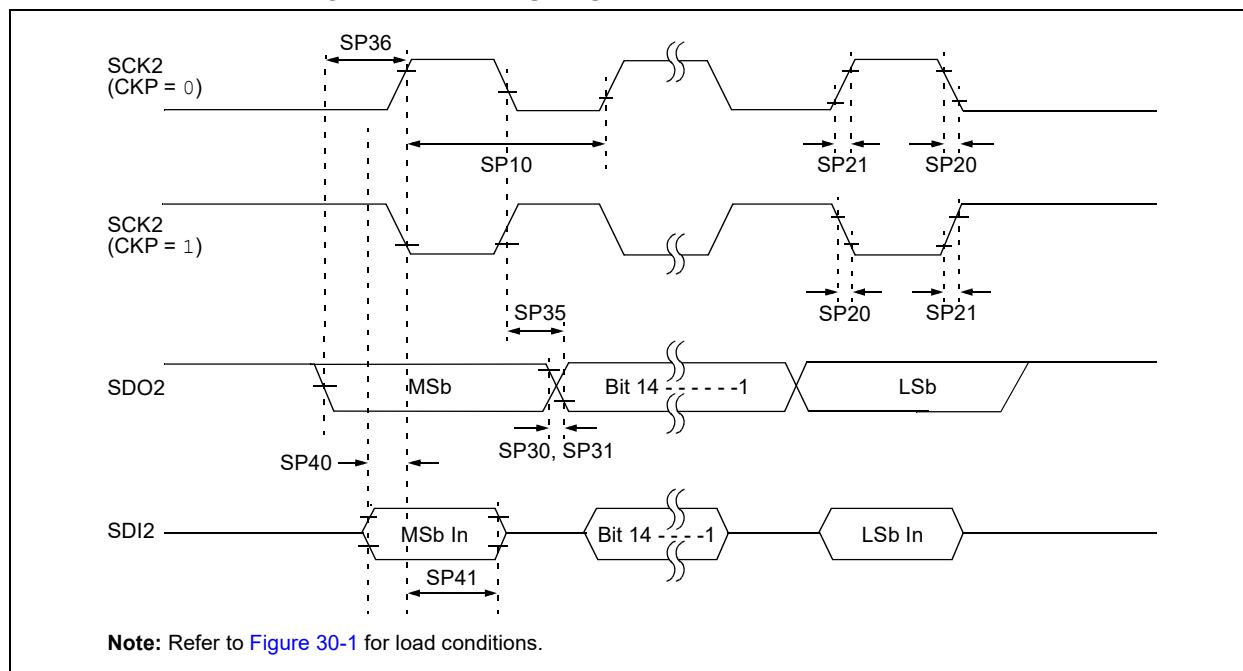 SP36
SCK2
(CKP = 0)
SP10
SP21
SP20
SCK2
(CKP = 1)
SP35
SP20
SP21
SDO2
MSb
Bit 14 - - - - - - -1
LSb
SP30, SP31
SP40
SDI2
MSb In
Bit 14 - - - - -1
LSb In
SP41
Note: Refer to Figure 30-1 for load conditions.